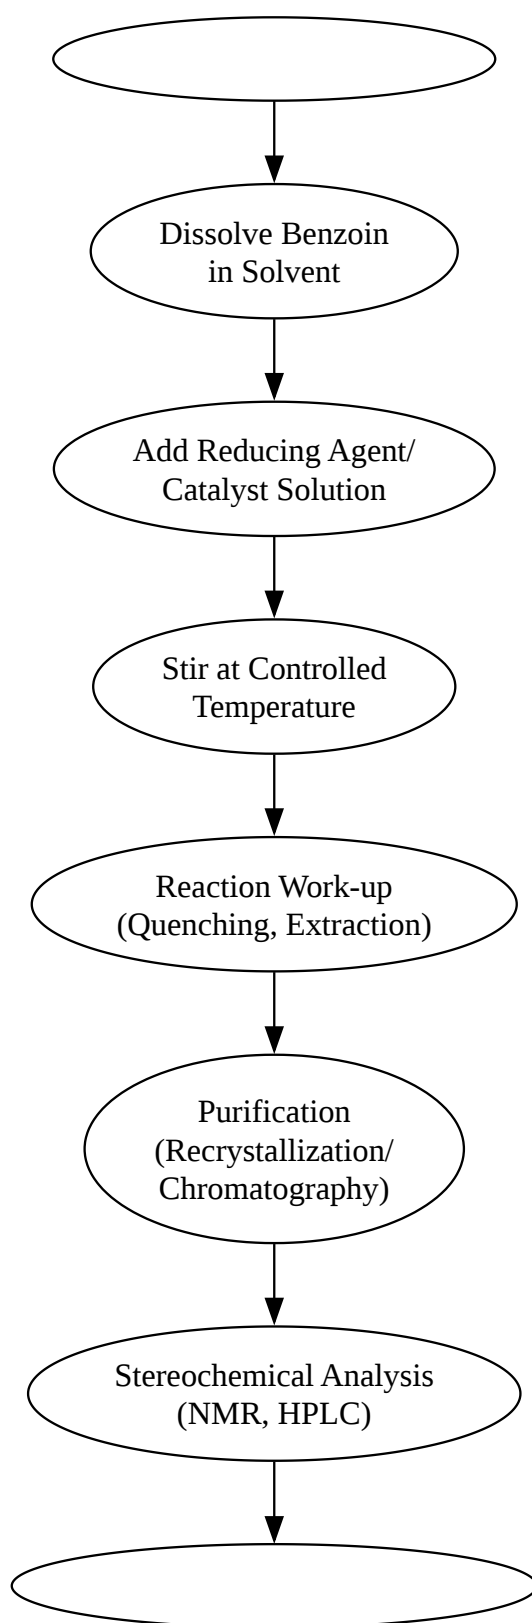 Dissolve Benzoin
in Solvent
Add Reducing Agent/
Catalyst Solution
Stir at Controlled
Temperature
Reaction Work-up
(Quenching, Extraction)
Purification
(Recrystallization/
Chromatography)
Stereochemical Analysis
(NMR, HPLC)